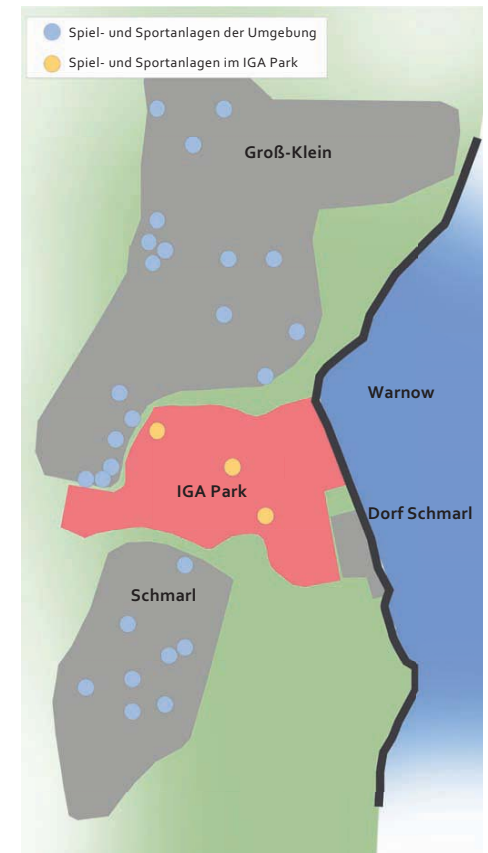 Spiel- und Sportanlagen der Umgebung
Spiel- und Sportanlagen im IGA Park
Groß-Klein
Warnow
IGA Park
Dorf Schmarl
Schmarl